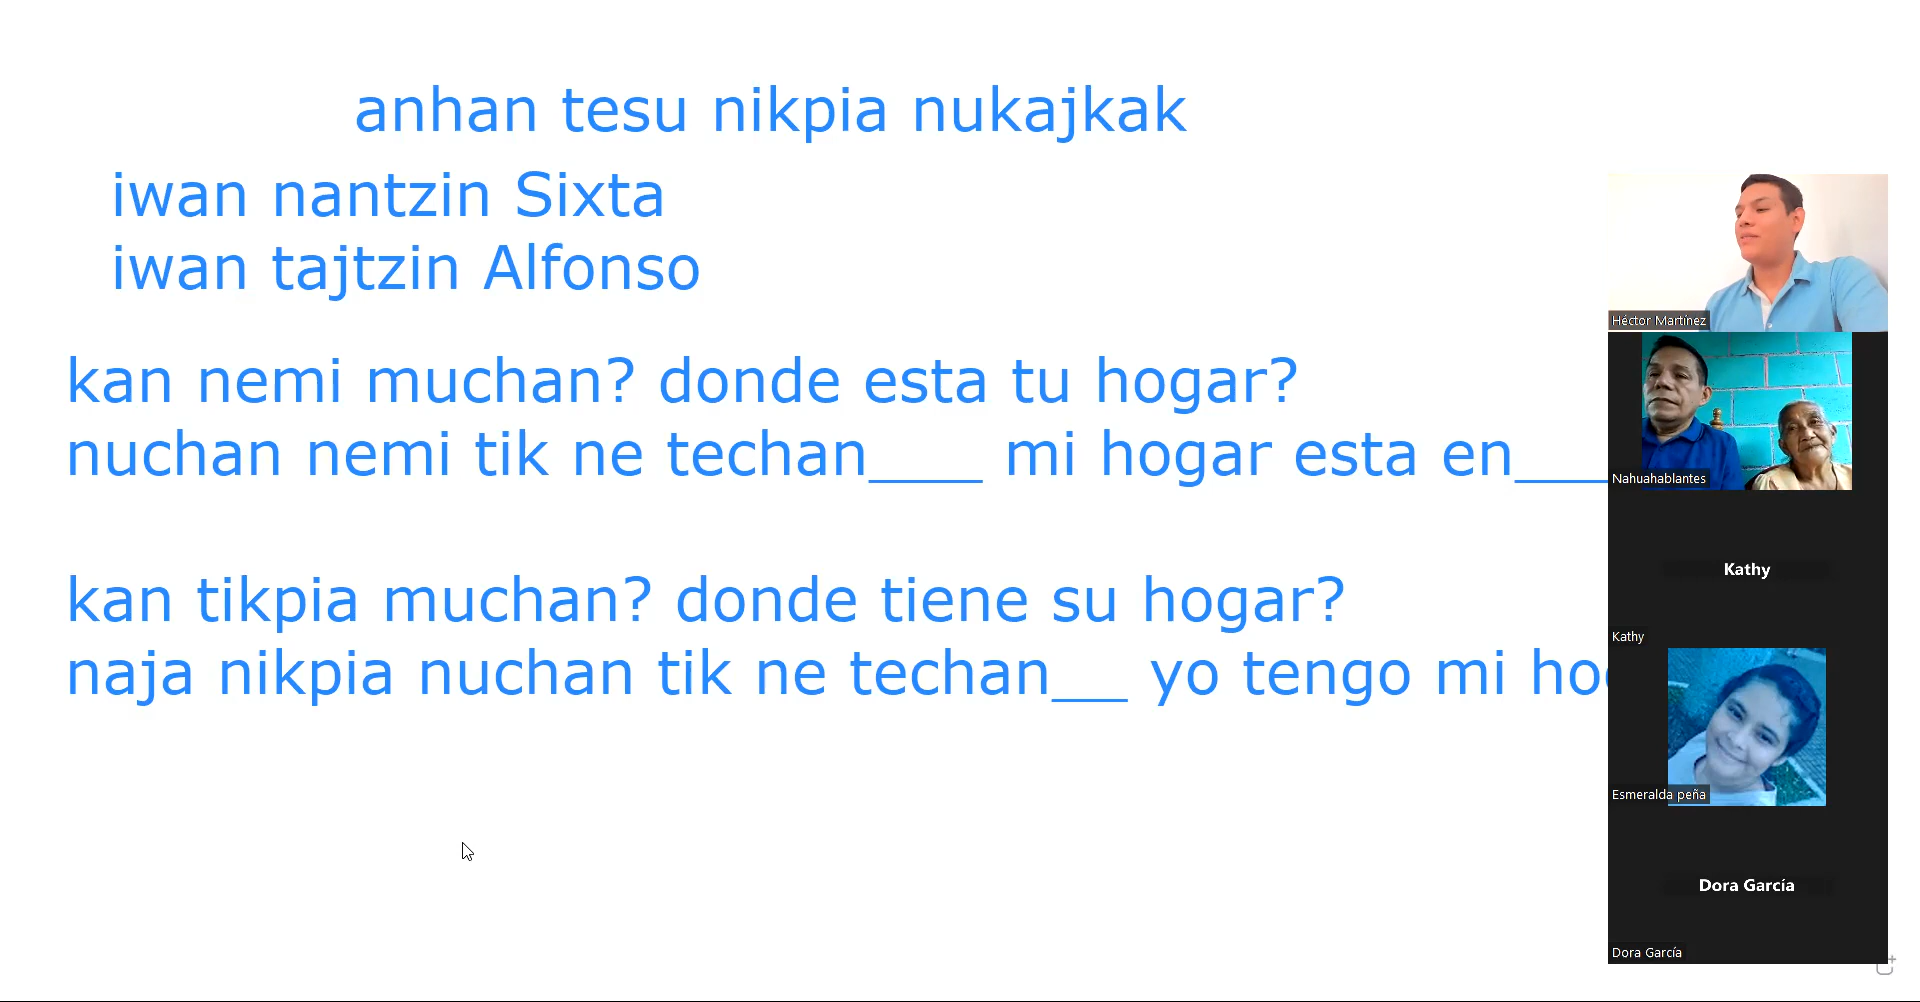 anhan tesu nikpia nukajkak
iwan nantzin Sixta
iwan tajtzin Alfonso
kan nemi muchan? donde esta tu hogar?
nuchan nemi tik ne techan____ mi hogar esta en___
kan tikpia muchan? donde tiene su hogar?
naja nikpia nuchan tik ne techan__ yo tengo mi
Héctor Martínez
Nahuahablantes
Kathy
Kathy
Esmeralda peña
Dora García
Dora García